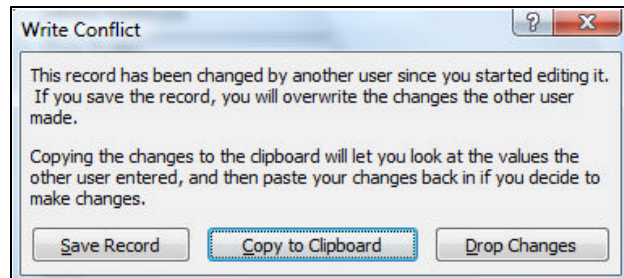 Write Conflict
This record has been changed by another user since you started editing it.
If you save the record, you will overwrite the changes the other user
made.
Copying the changes to the clipboard will let you look at the values the
other user entered, and then paste your changes back in if you decide to
make changes.
Save Record Copy to Clipboard Drop Changes